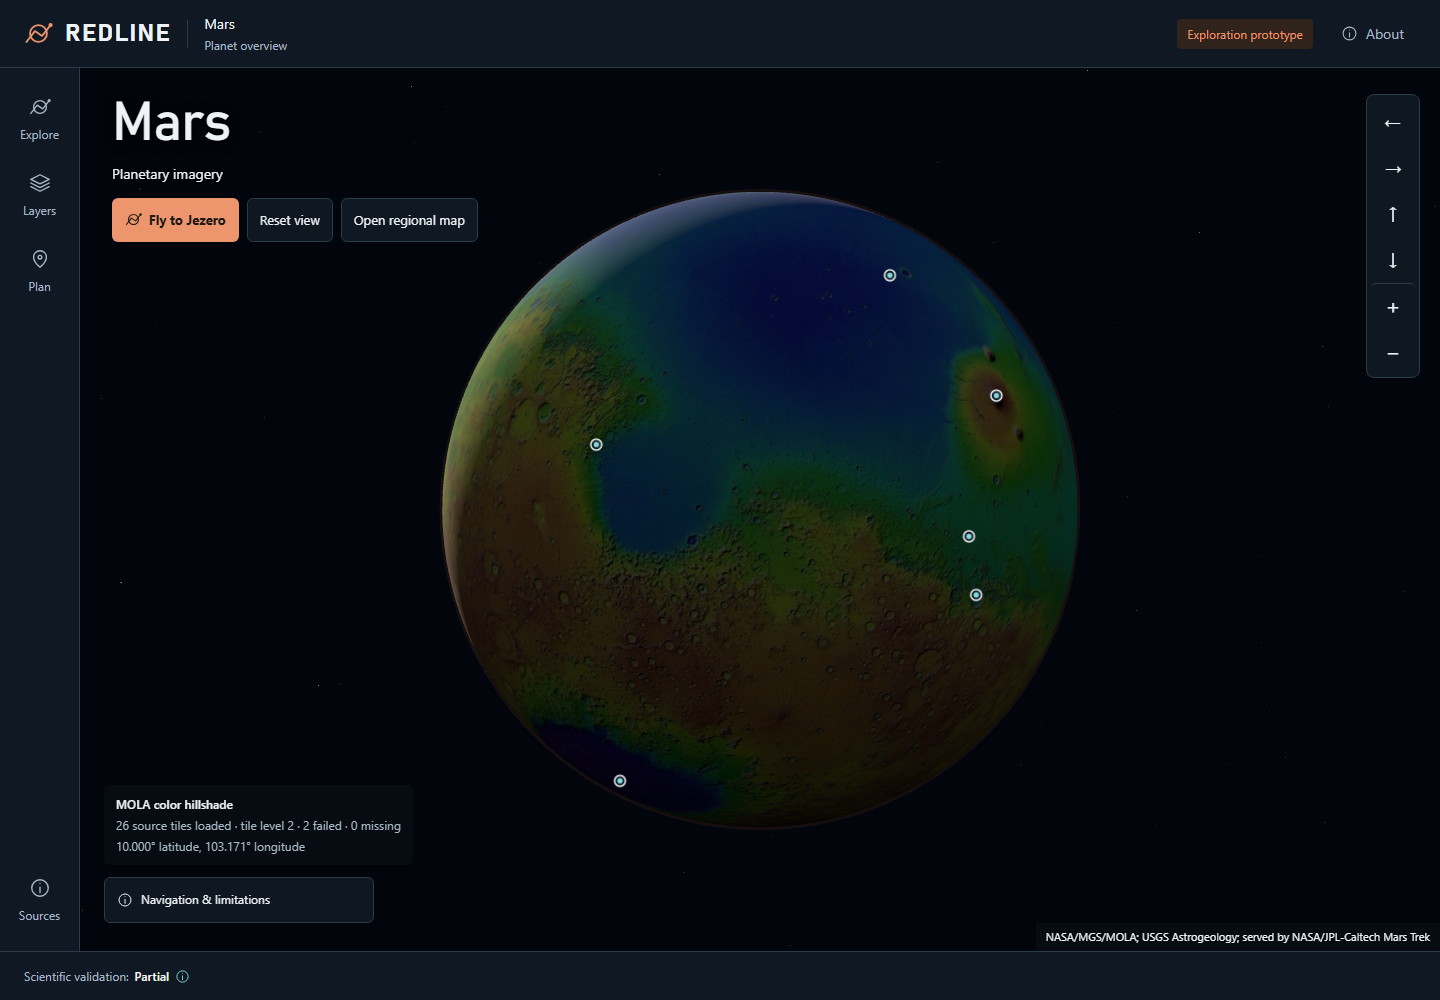 REDLINE
Mars
Planet overview
Exploration prototype
About
Explore
Layers
Plan
Sources
Mars
Planetary imagery
Fly to Jezero
Reset view
Open regional map
←
→
↑
↓
+
−
MOLA color hillshade
26 source tiles loaded · tile level 2 · 2 failed · 0 missing
10.000° latitude, 103.171° longitude
Navigation & limitations
NASA/MGS/MOLA; USGS Astrogeology; served by NASA/JPL-Caltech Mars Trek
Scientific validation: Partial